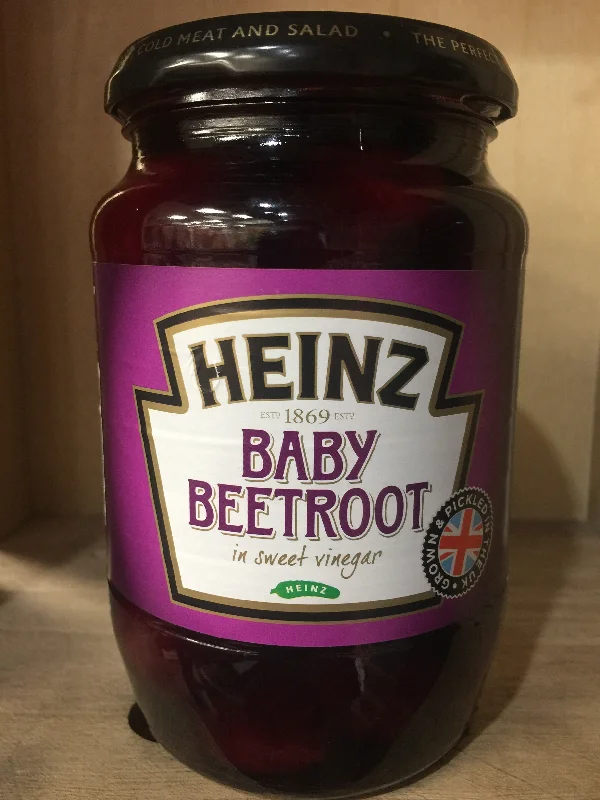 COLD MEAT AND SALAD • THE PERFEC
HEINZ
ESTD 1869 ESTD
BABY
BEETROOT
in sweet vinegar
HEINZ
GROWN & PICKLED IN THE UK •